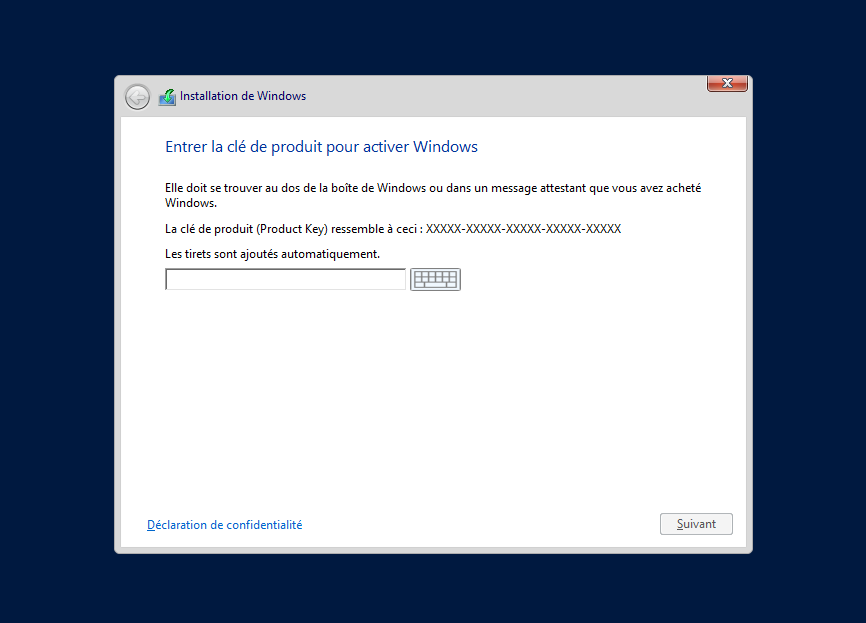 Installation de Windows
Entrer la clé de produit pour activer Windows
Elle doit se trouver au dos de la boîte de Windows ou dans un message attestant que vous avez acheté
Windows.
La clé de produit (Product Key) ressemble à ceci : XXXXX-XXXXX-XXXXX-XXXXX-XXXXX
Les tirets sont ajoutés automatiquement.
Déclaration de confidentialité
Suivant